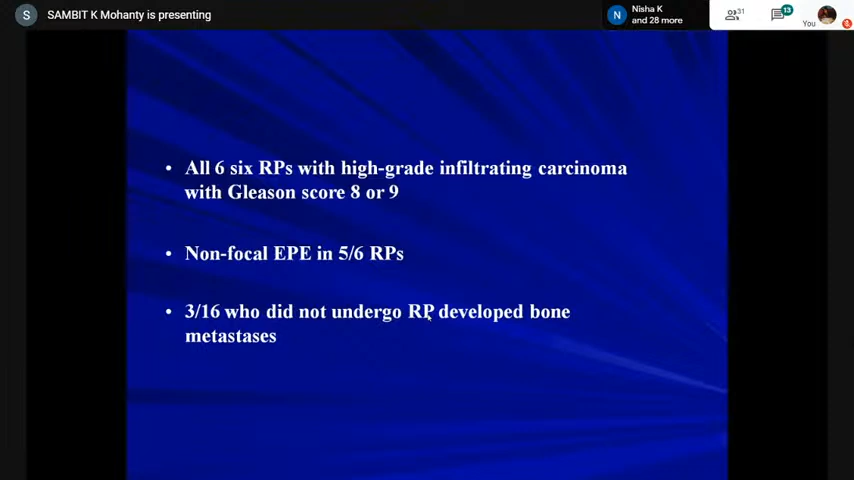 S SAMBIT K Mohanty is presenting
N Nisha K
and 28 more
31
13
You
• All 6 six RPs with high-grade infiltrating carcinoma
with Gleason score 8 or 9
• Non-focal EPE in 5/6 RPs
• 3/16 who did not undergo RP developed bone
metastases